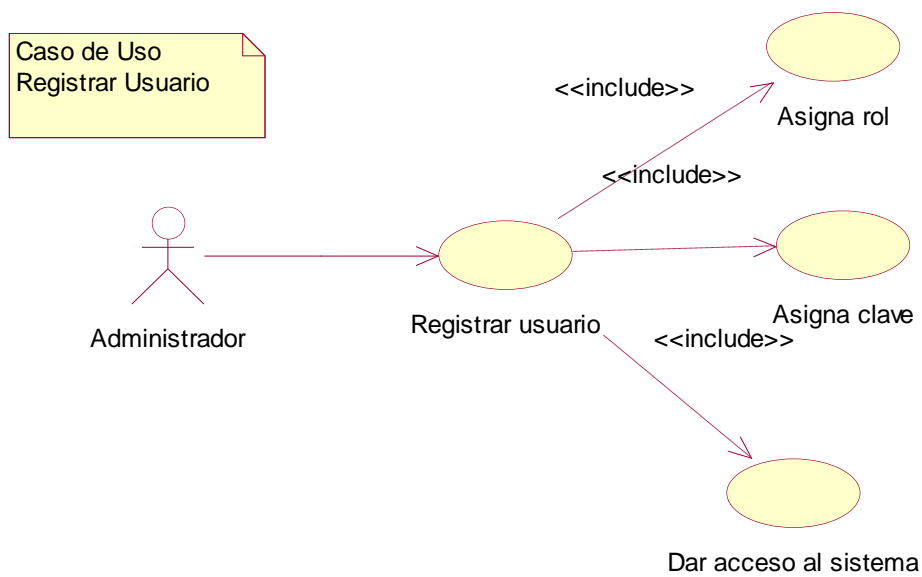 Caso de Uso
Registrar Usuario
<<include>>
Asigna rol
<<include>>
Asigna clave
Registrar usuario
Administrador
<<include>>
Dar acceso al sistema